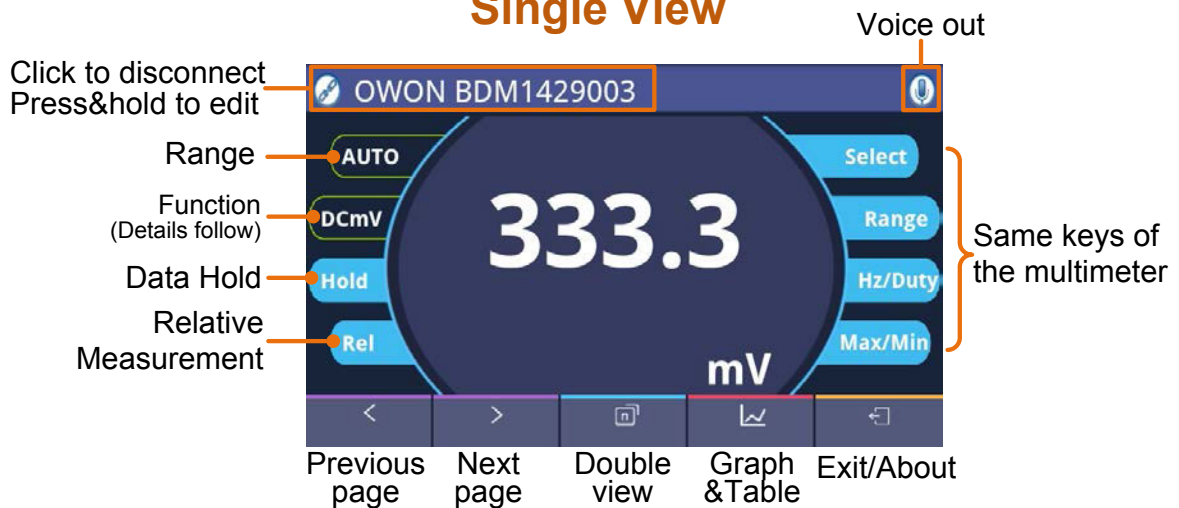 Single View
Voice out
Click to disconnect
Press&hold to edit
OWON BDM1429003
Range
AUTO
Select
Function
(Details follow)
DCmV
333.3
Range
Same keys of
the multimeter
Data Hold
Hold
Hz/Duty
Relative
Measurement
Rel
Max/Min
mV
Previous
page
Next
page
Double
view
Graph
&Table
Exit/About